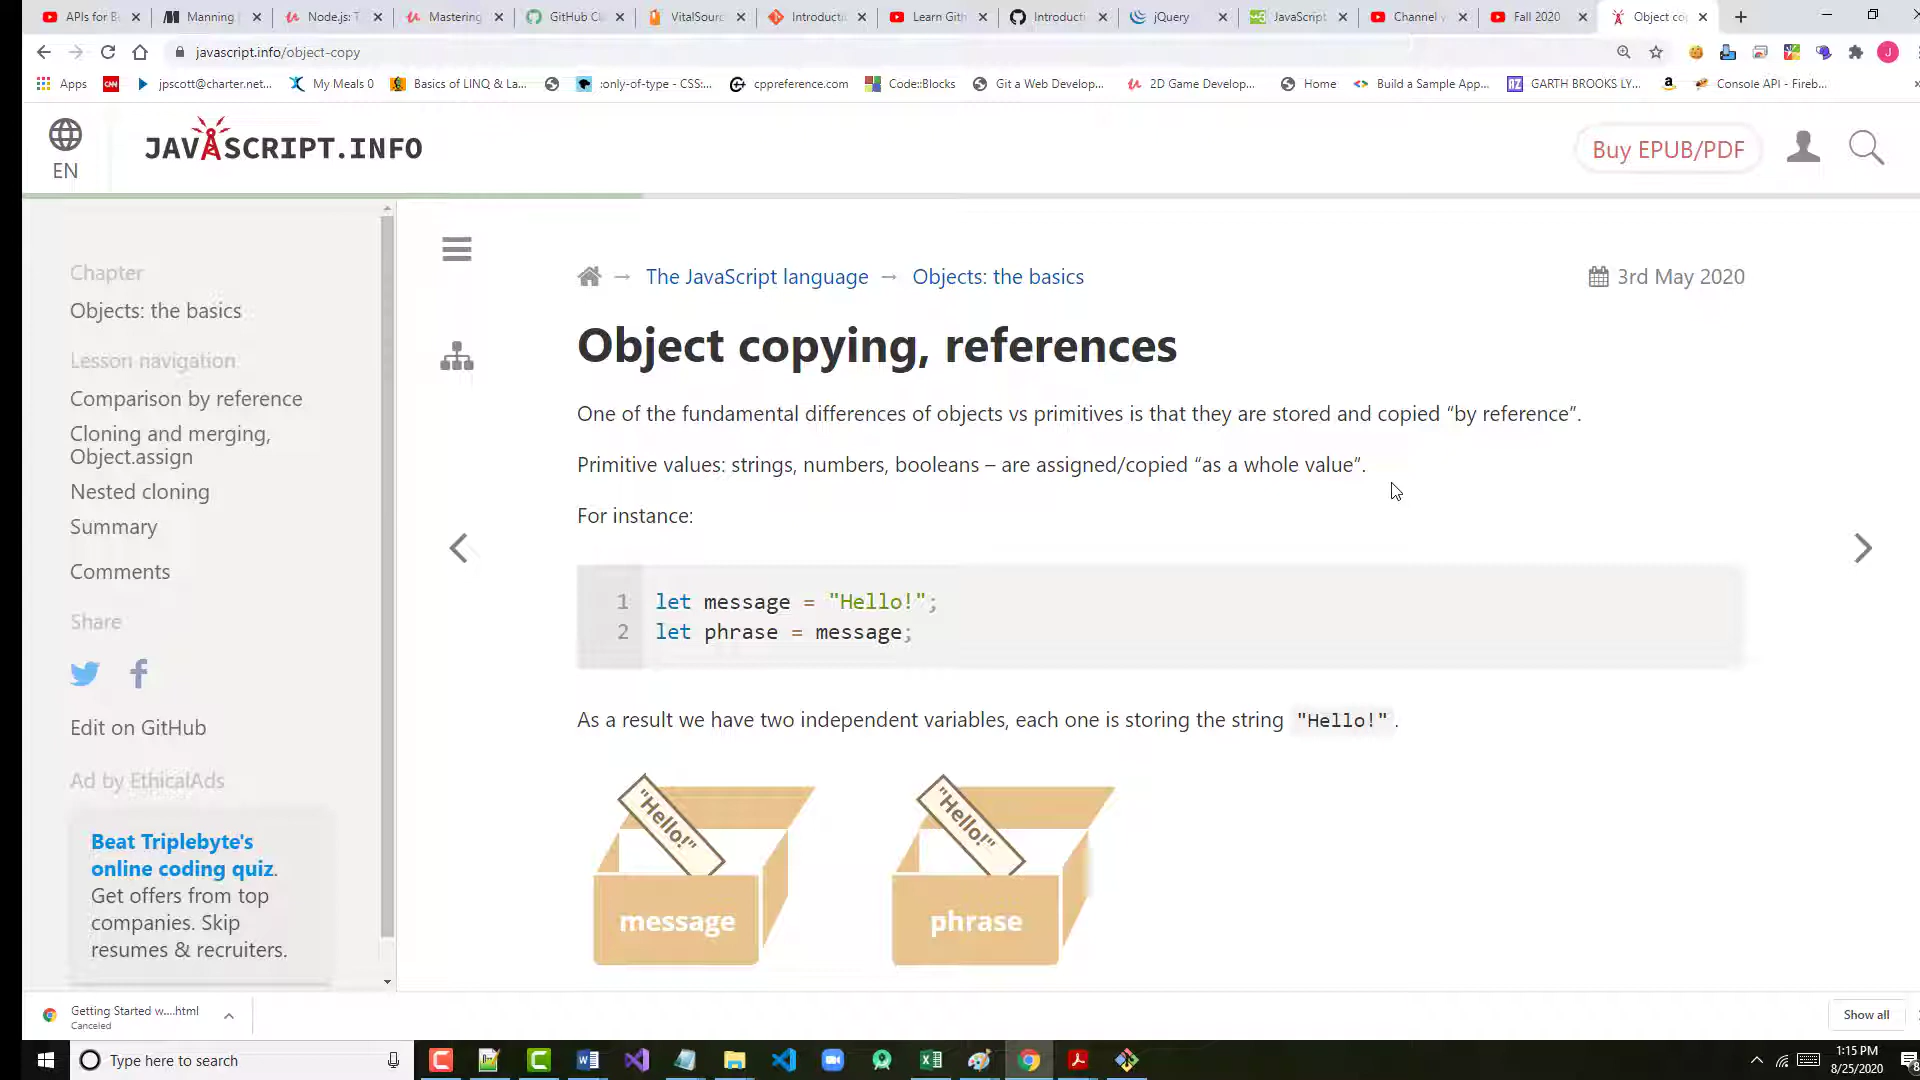 APIs for B
Manning
Node.js: T
Mastering
GitHub Cl
VitalSourc
Introducti
Learn Gith
Introducti
jQuery
JavaScript
Channel v
Fall 2020
Object co
javascript.info/object-copy
Apps
CNN
jpscott@charter.net...
My Meals 0
Basics of LINQ & La...
:only-of-type - CSS:...
cppreference.com
Code::Blocks
Git a Web Develop...
2D Game Develop...
Home
Build a Sample App...
GARTH BROOKS LY...
Console API - Fireb...
EN
JAVASCRIPT.INFO
Buy EPUB/PDF
Chapter
Objects: the basics
Lesson navigation
Comparison by reference
Cloning and merging,
Object.assign
Nested cloning
Summary
Comments
Share
Edit on GitHub
Ad by EthicalAds
Beat Triplebyte's
online coding quiz.
Get offers from top
companies. Skip
resumes & recruiters.
→ The JavaScript language → Objects: the basics
3rd May 2020
Object copying, references
One of the fundamental differences of objects vs primitives is that they are stored and copied “by reference”.
Primitive values: strings, numbers, booleans – are assigned/copied “as a whole value”.
For instance:
1 let message = "Hello!";
2 let phrase = message;
As a result we have two independent variables, each one is storing the string "Hello!".
"Hello!"
message
"Hello!"
phrase
Getting Started w....html
Canceled
Show all
Type here to search
1:15 PM
8/25/2020